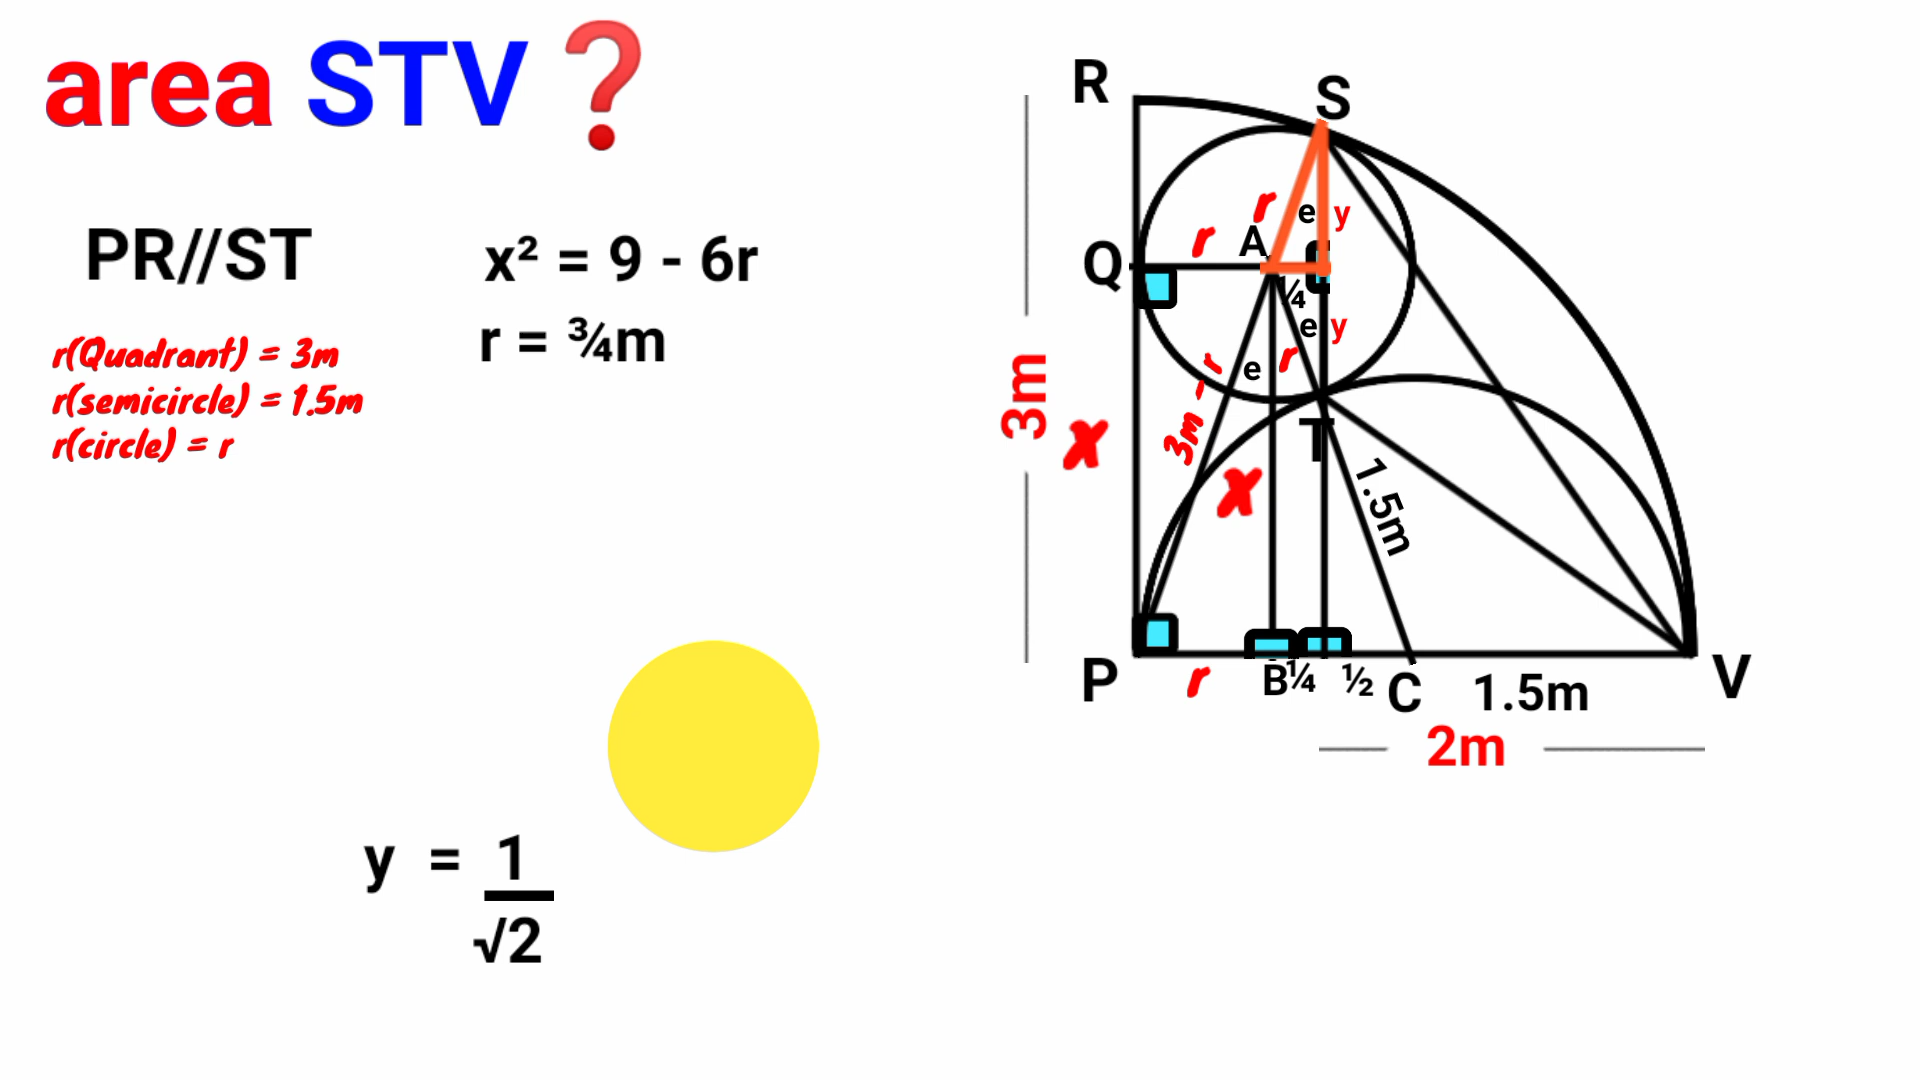 area STV❓
PR//ST
x² = 9 - 6r
r = ¾m
r(Quadrant) = 3m
r(semicircle) = 1.5m
r(circle) = r
y = 1
√2
R
S
r
e
y
r
A
Q
¼
e
y
r
e
3m
3m - r
x
T
x
1.5m
P
r
B
¼
½
C
1.5m
V
2m